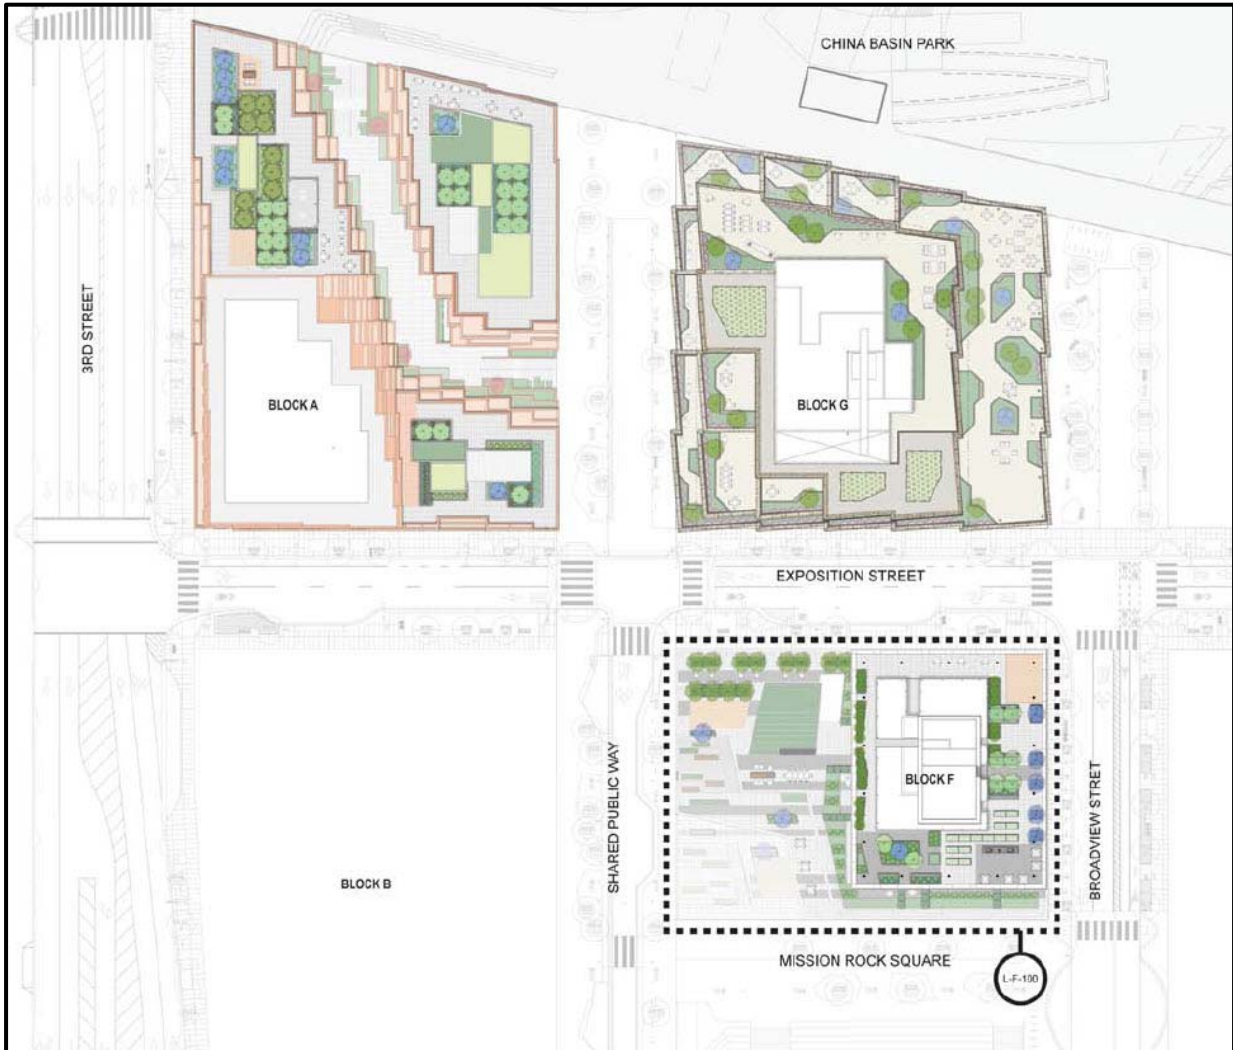 CHINA BASIN PARK
3RD STREET
BLOCK A
BLOCK G
EXPOSITION STREET
SHARED PUBLIC WAY
BLOCK F
BROADVIEW STRET
BLOCK B
MISSION ROCK SQUARE
L-F-100